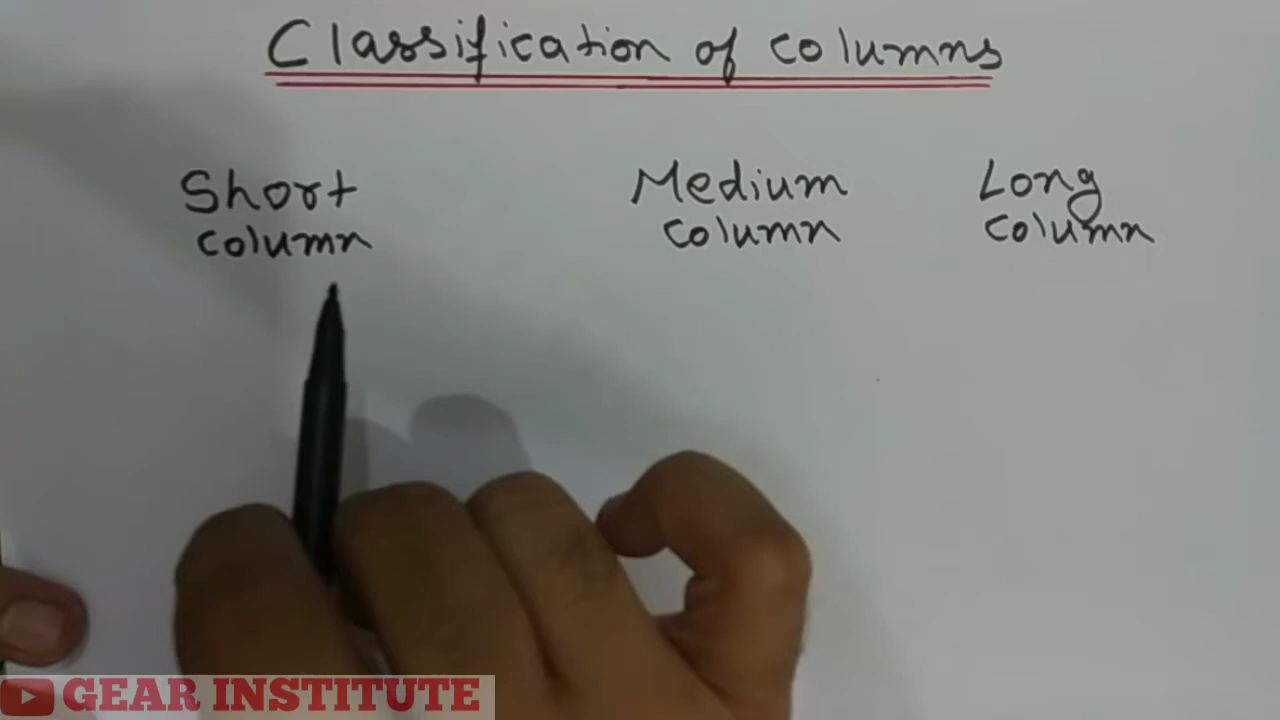 Classification of columns
Short
column
Medium
column
Long
column
GEAR INSTITUTE